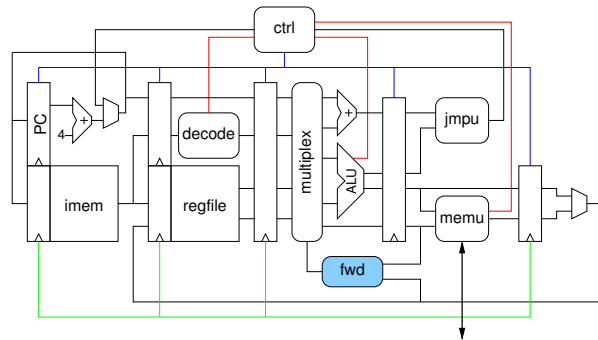 ctrl
PC
4
+
decode
multiplex
+
ALU
jmpu
imem
regfile
memu
fwd